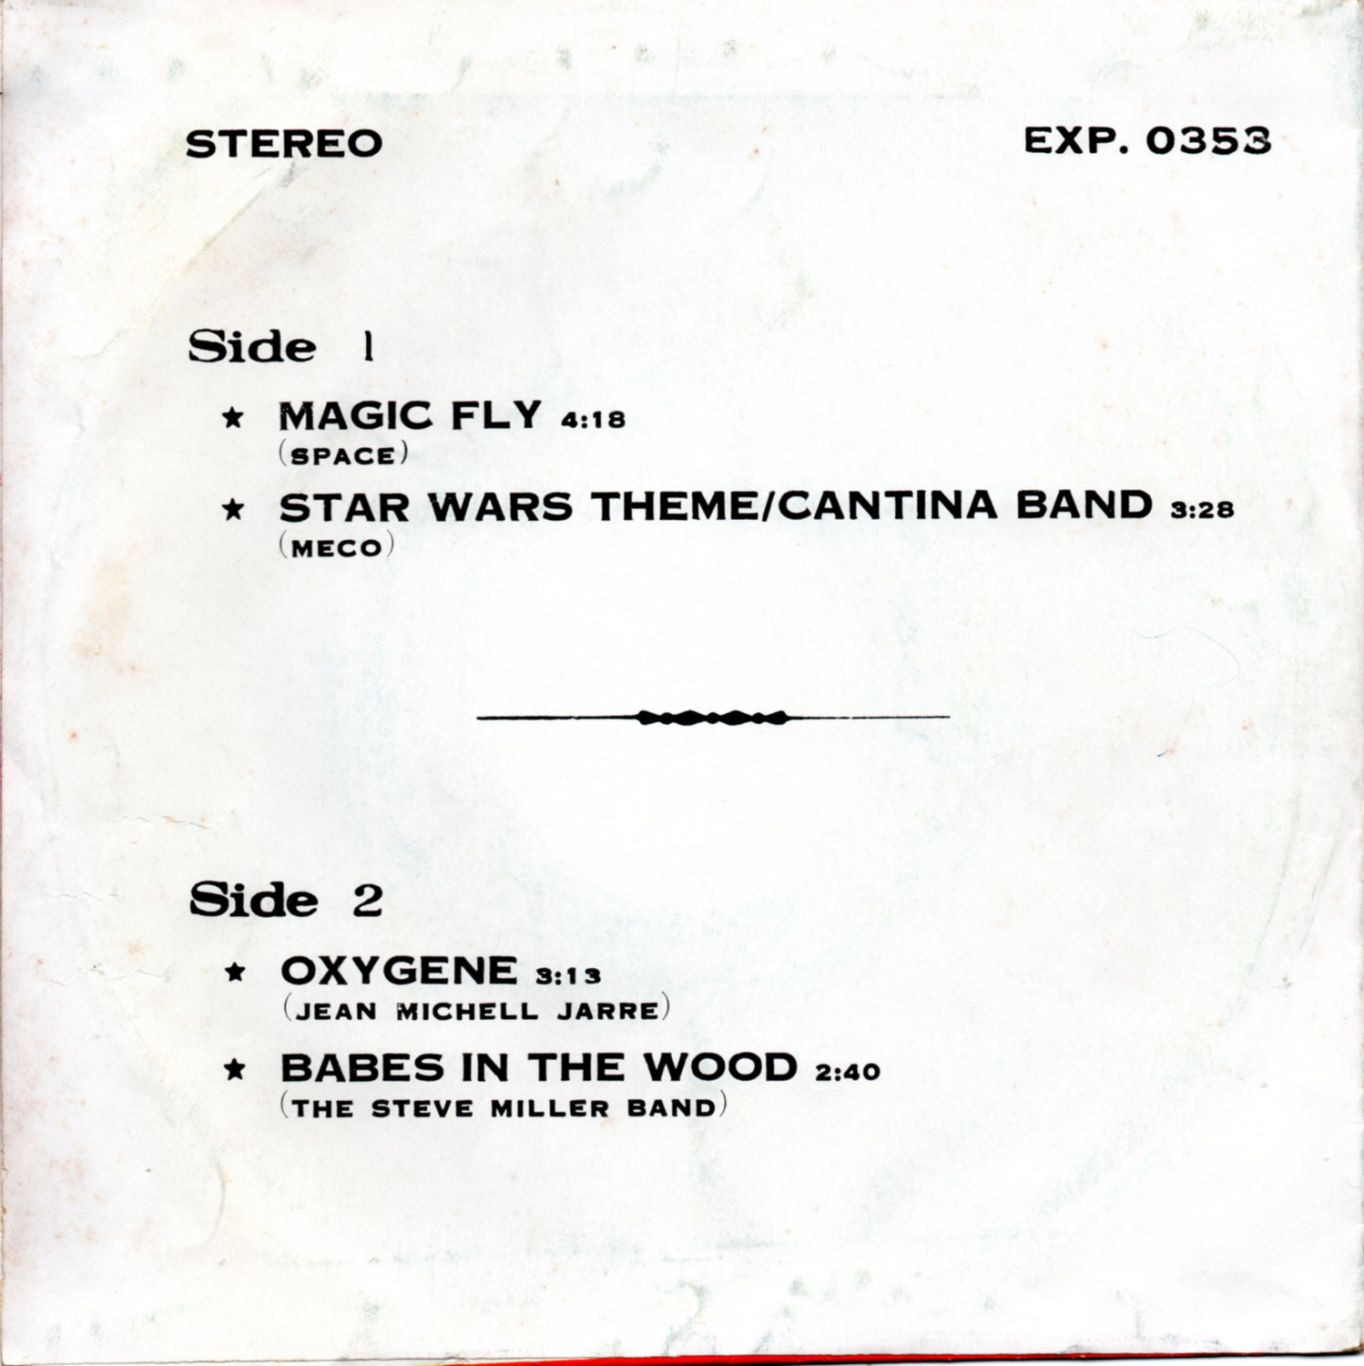 STEREO
EXP. 0353
Side 1
★ MAGIC FLY 4:18
(SPACE)
★ STAR WARS THEME/CANTINA BAND 3:28
(MECO)
Side 2
★ OXYGENE 3:13
(JEAN MICHELL JARRE)
★ BABES IN THE WOOD 2:40
(THE STEVE MILLER BAND)